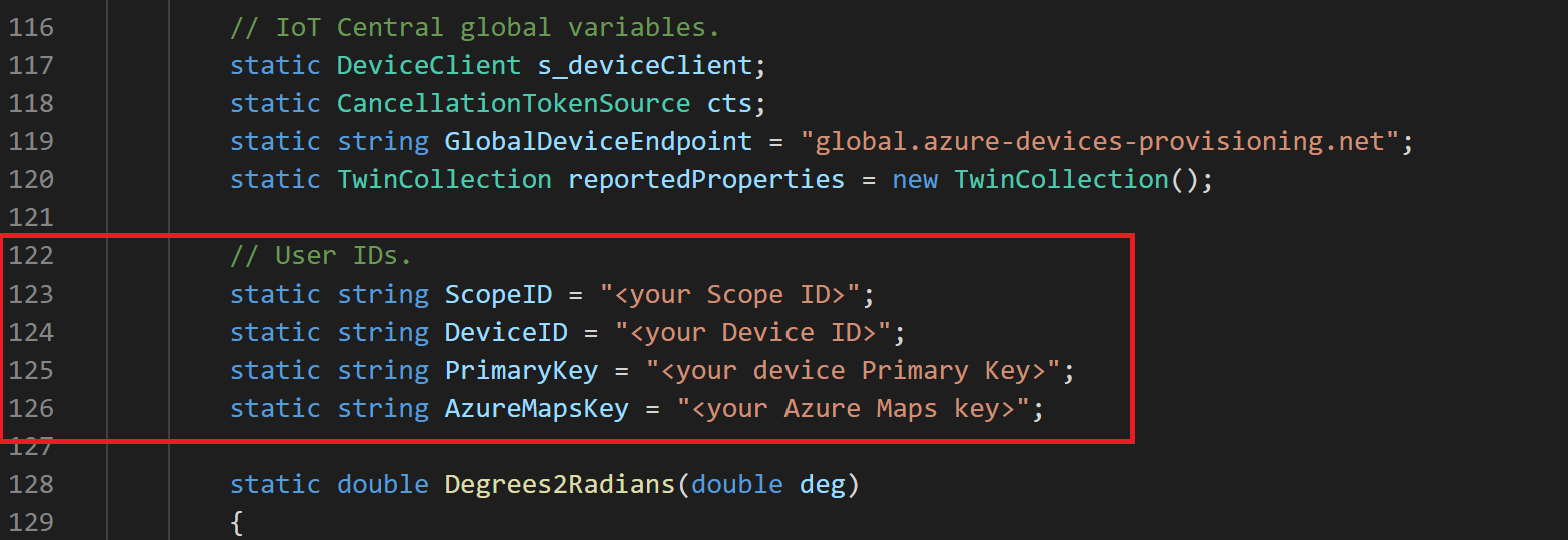 116 // IoT Central global variables.
117 static DeviceClient s_deviceClient;
118 static CancellationTokenSource cts;
119 static string GlobalDeviceEndpoint = "global.azure-devices-provisioning.net";
120 static TwinCollection reportedProperties = new TwinCollection();
121
122 // User IDs.
123 static string ScopeID = "<your Scope ID>";
124 static string DeviceID = "<your Device ID>";
125 static string PrimaryKey = "<your device Primary Key>";
126 static string AzureMapsKey = "<your Azure Maps key>";
127
128 static double Degrees2Radians(double deg)
129 {